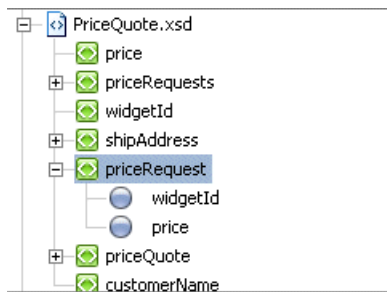 PriceQuote.xsd
price
priceRequests
widgetId
shipAddress
priceRequest
widgetId
price
priceQuote
customerName